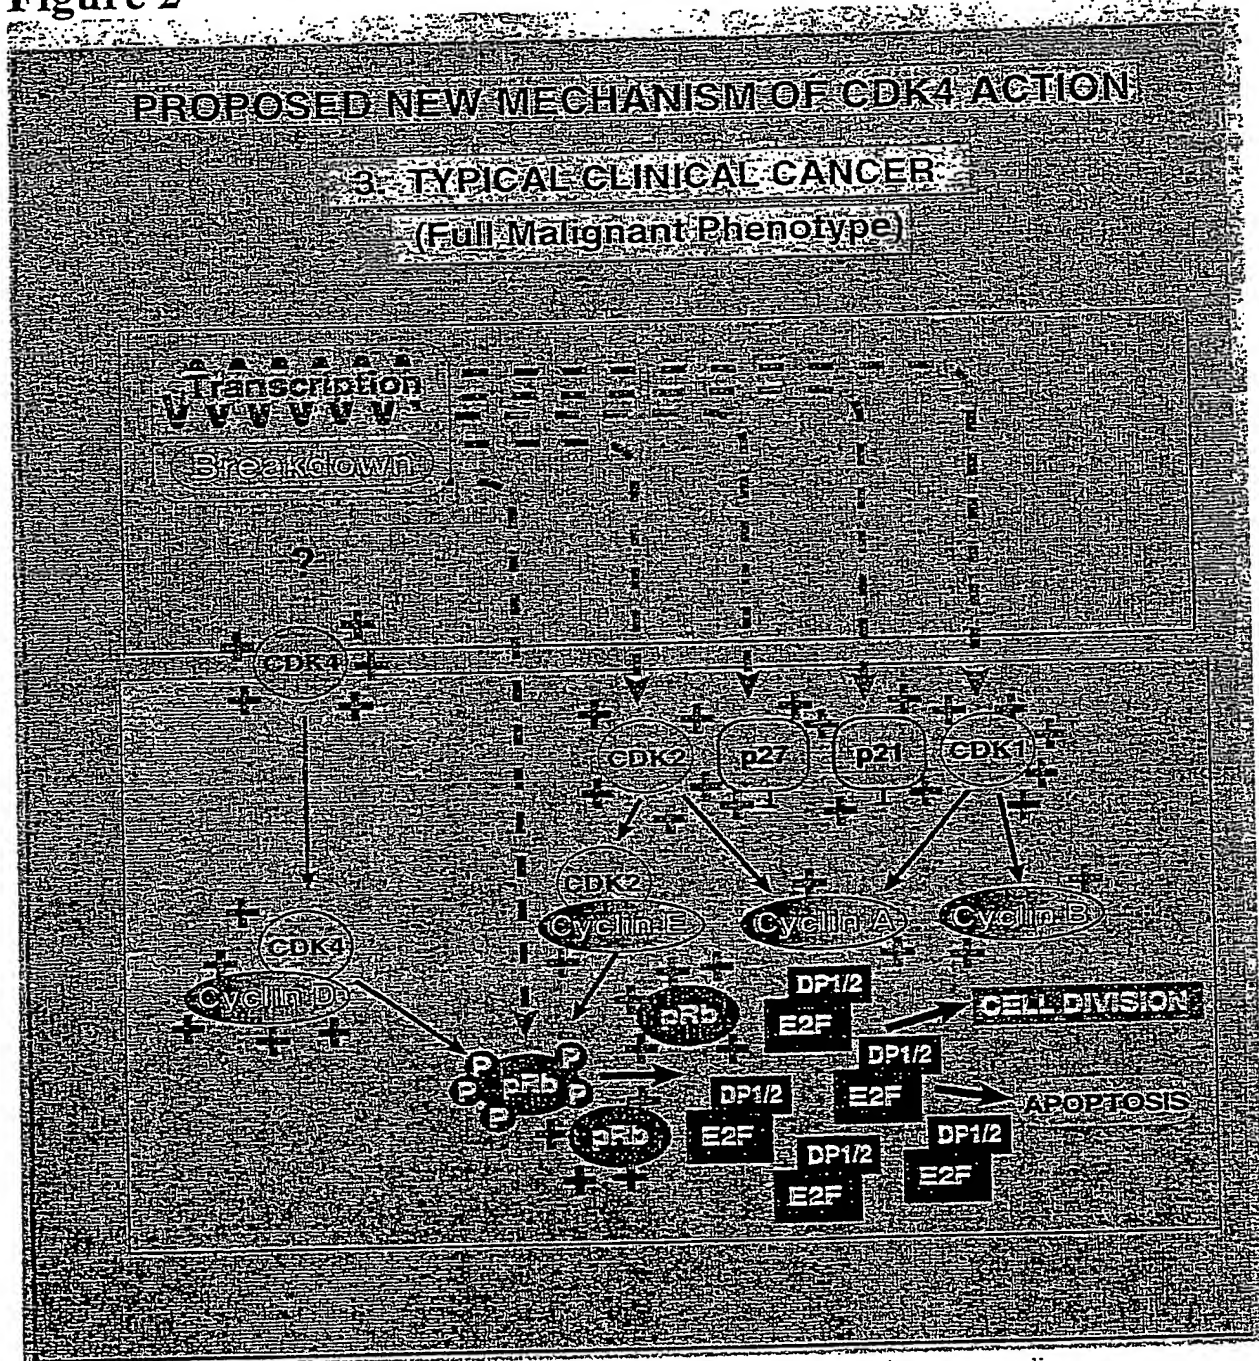 Figure 2
PROPOSED NEW MECHANISM OF CDK4 ACTION
3. TYPICAL CLINICAL CANCER
(Full Malignant Phenotype)
Transcription
Breakdown
?
CDK4
CDK2
p27
p21
CDK1
CDK2
Cyclin E
Cyclin A
Cyclin B
CDK4
Cyclin D
pRb
DP1/2
E2F
CELL DIVISION
DP1/2
E2F
P
P
P
pRb
P
P
DP1/2
E2F
APOPTOSIS
pRb
DP1/2
E2F
DP1/2
E2F